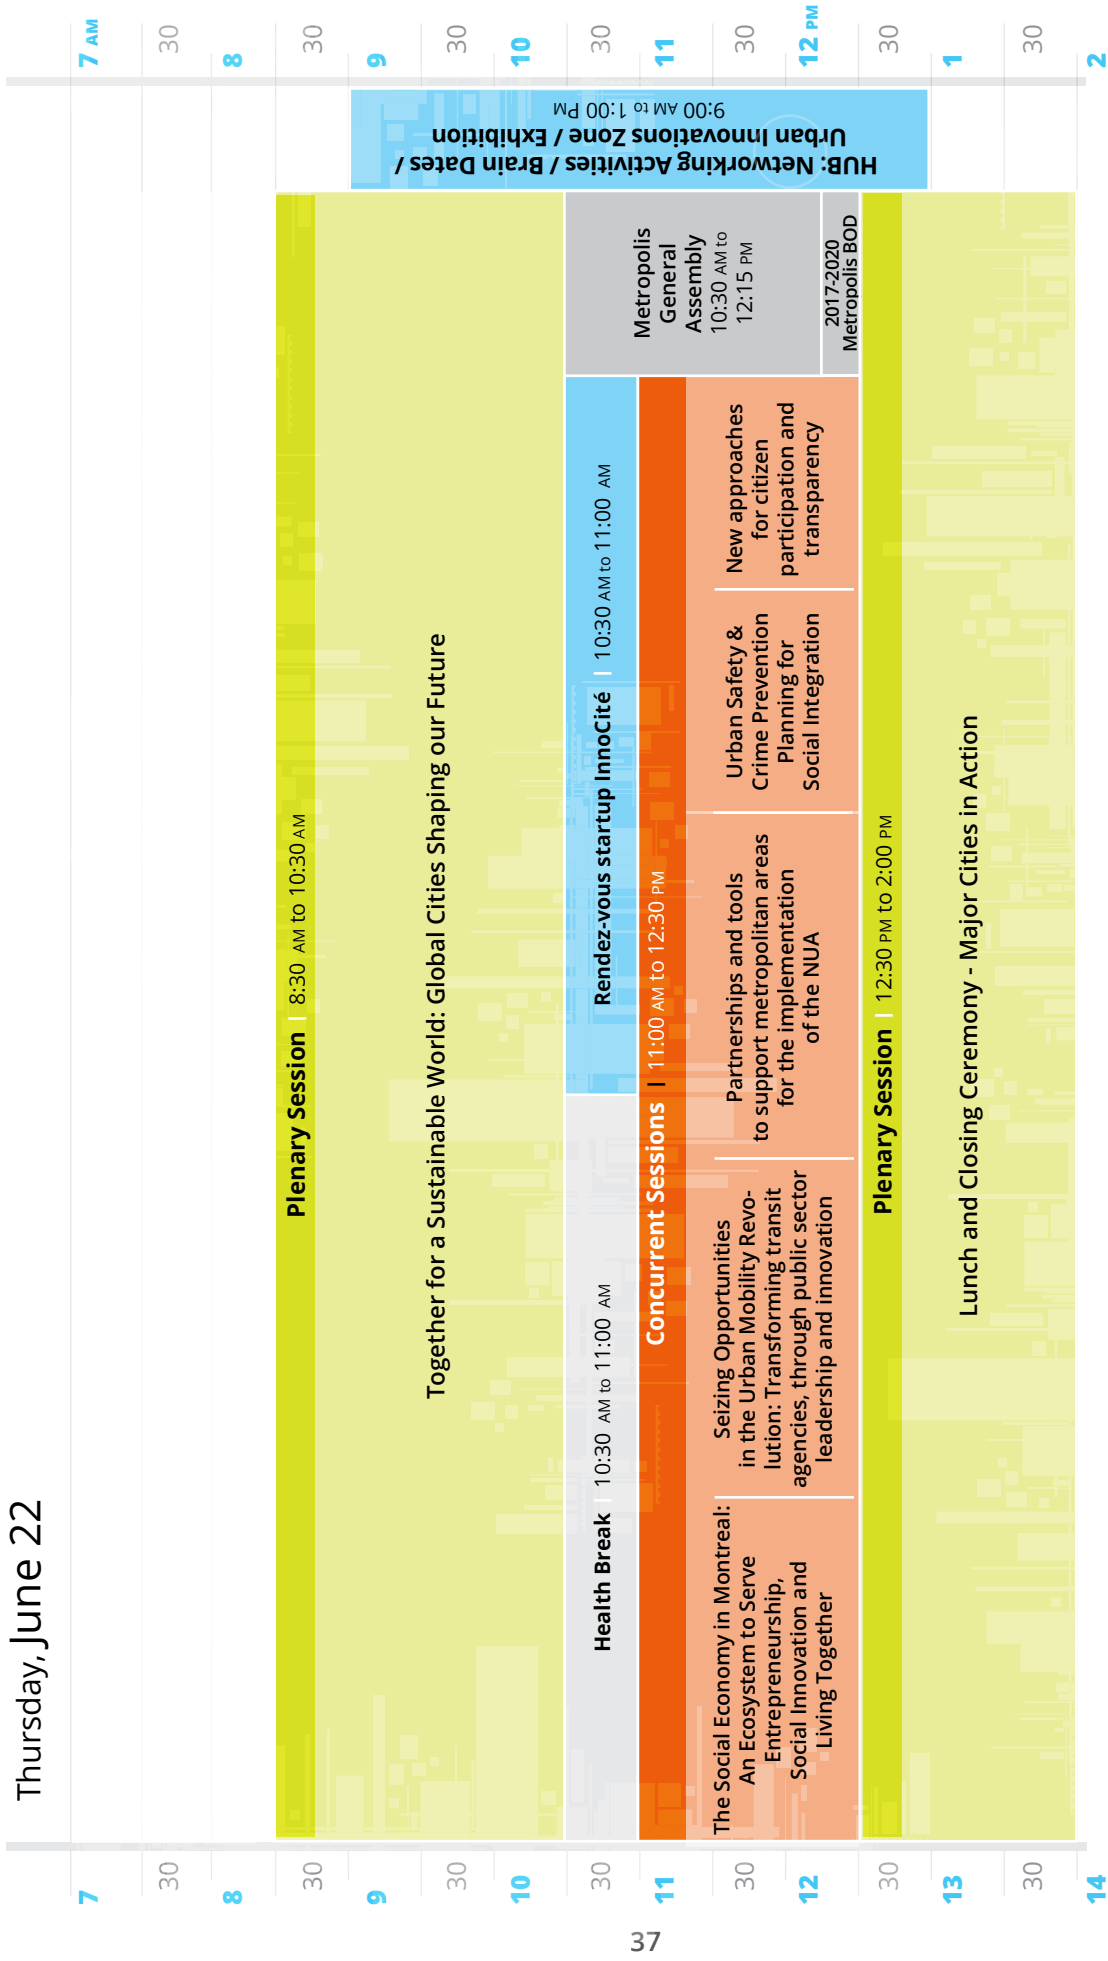 Thursday, June 22
7 AM
30
8
30
9
30
10
30
11
30
12 PM
30
1
30
2
HUB: Networking Activities / Brain Dates /
Urban Innovations Zone / Exhibition
9:00 AM to 1:00 PM
Plenary Session | 8:30 AM to 10:30 AM
Together for a Sustainable World: Global Cities Shaping our Future
Health Break | 10:30 AM to 11:00 AM
Rendez-vous startup InnoCité | 10:30 AM to 11:00 AM
Metropolis
General
Assembly
10:30 AM to
12:15 PM
2017-2020
Metropolis BOD
Concurrent Sessions | 11:00 AM to 12:30 PM
The Social Economy in Montreal:
An Ecosystem to Serve
Entrepreneurship,
Social Innovation and
Living Together
Seizing Opportunities
in the Urban Mobility Revo-
lution: Transforming transit
agencies, through public sector
leadership and innovation
Partnerships and tools
to support metropolitan areas
for the implementation
of the NUA
Urban Safety &
Crime Prevention
Planning for
Social Integration
New approaches
for citizen
participation and
transparency
Plenary Session | 12:30 PM to 2:00 PM
Lunch and Closing Ceremony - Major Cities in Action
7
30
8
30
9
30
10
30
11
30
12
30
13
30
14
37